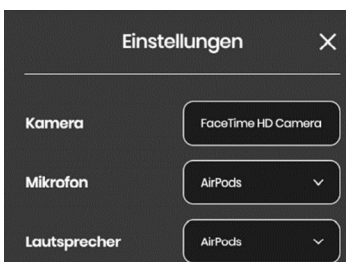 Einstellungen
Kamera
FaceTime HD Camera
Mikrofon
AirPods
Lautsprecher
AirPods